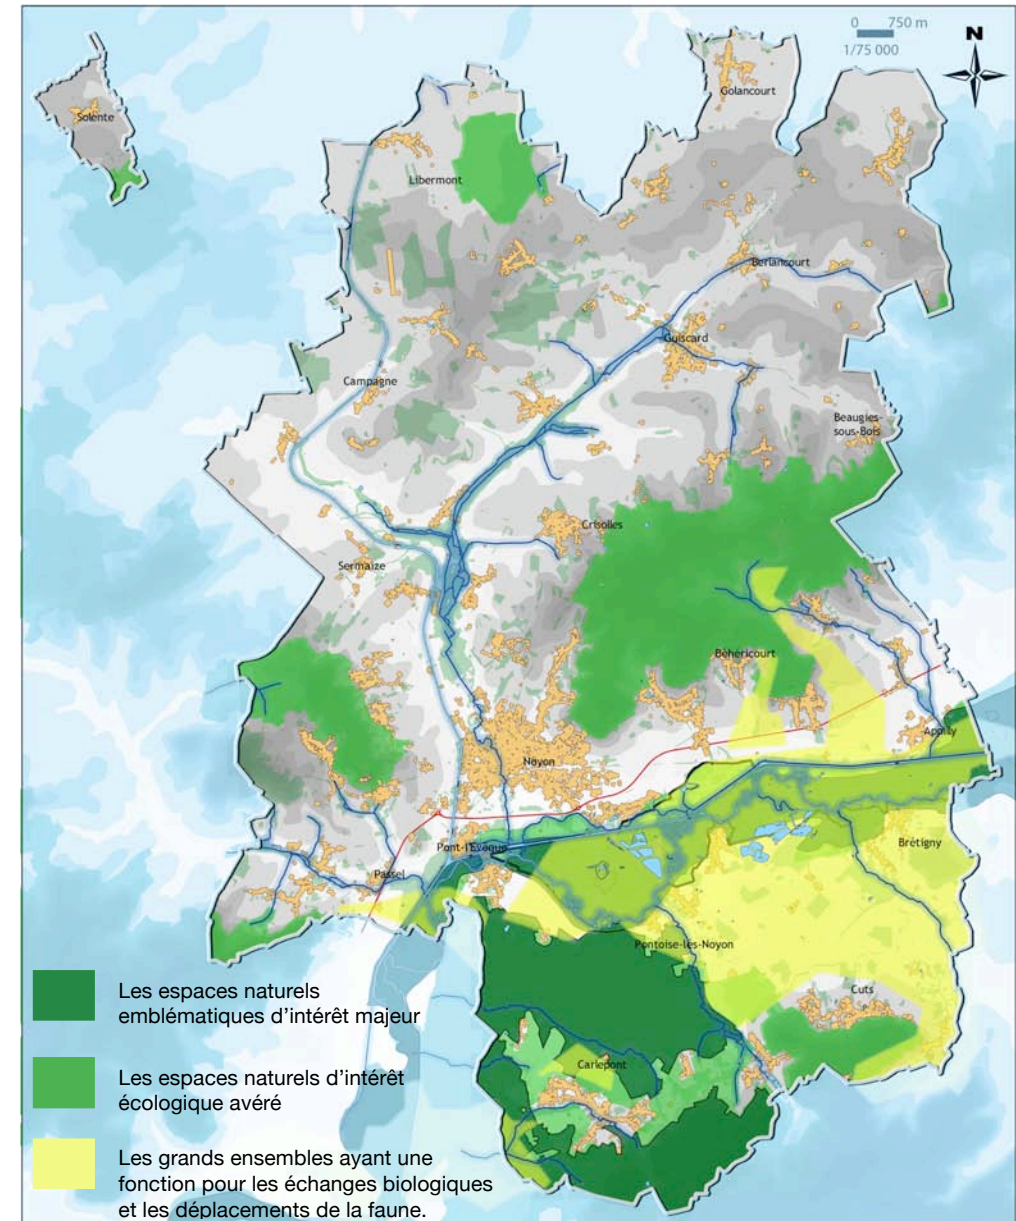 0 750 m
1/75 000
N
Golancourt
Solente
Libermont
Berlancourt
Guiscard
Campagne
Beaugies-
sous-Bois
Crisolles
Sermaize
Béhéricourt
Appilly
Noyon
Pont-l'Evêque
Brétigny
Passel
Pontoise-lès-Noyon
Cuts
Carlepont
Les espaces naturels
emblématiques d'intérêt majeur
Les espaces naturels d'intérêt
écologique avéré
Les grands ensembles ayant une
fonction pour les échanges biologiques
et les déplacements de la faune.